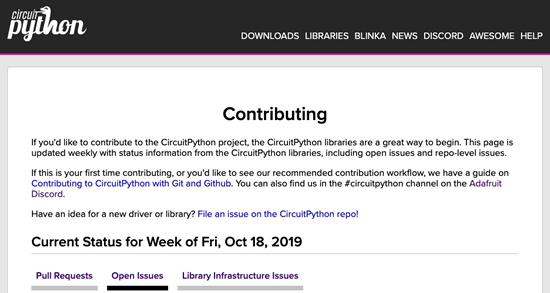 circuit
python
DOWNLOADS LIBRARIES BLINKA NEWS DISCORD AWESOME HELP
Contributing
If you'd like to contribute to the CircuitPython project, the CircuitPython libraries are a great way to begin. This page is
updated weekly with status information from the CircuitPython libraries, including open issues and repo-level issues.
If this is your first time contributing, or you'd like to see our recommended contribution workflow, we have a guide on
Contributing to CircuitPython with Git and Github. You can also find us in the #circuitpython channel on the Adafruit
Discord.
Have an idea for a new driver or library? File an issue on the CircuitPython repo!
Current Status for Week of Fri, Oct 18, 2019
Pull Requests Open Issues Library Infrastructure Issues